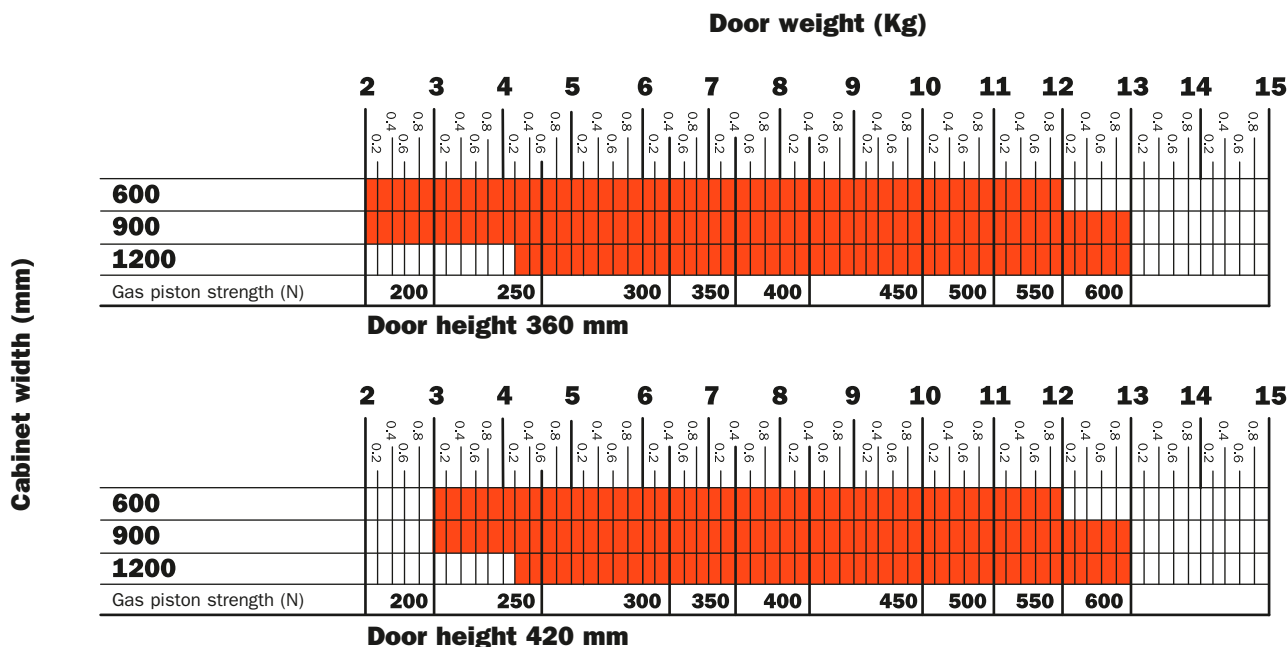 Door weight (Kg)
2 3 4 5 6 7 8 9 10 11 12 13 14 15
0.2 0.4 0.6 0.8 0.2 0.4 0.6 0.8 0.2 0.4 0.6 0.8 0.2 0.4 0.6 0.8 0.2 0.4 0.6 0.8 0.2 0.4 0.6 0.8 0.2 0.4 0.6 0.8 0.2 0.4 0.6 0.8 0.2 0.4 0.6 0.8 0.2 0.4 0.6 0.8 0.2 0.4 0.6 0.8 0.2 0.4 0.6 0.8 0.2 0.4 0.6 0.8
600
900
1200
Gas piston strength (N) 200 250 300 350 400 450 500 550 600
Door height 360 mm
Cabinet width (mm)
2 3 4 5 6 7 8 9 10 11 12 13 14 15
0.2 0.4 0.6 0.8 0.2 0.4 0.6 0.8 0.2 0.4 0.6 0.8 0.2 0.4 0.6 0.8 0.2 0.4 0.6 0.8 0.2 0.4 0.6 0.8 0.2 0.4 0.6 0.8 0.2 0.4 0.6 0.8 0.2 0.4 0.6 0.8 0.2 0.4 0.6 0.8 0.2 0.4 0.6 0.8 0.2 0.4 0.6 0.8 0.2 0.4 0.6 0.8
600
900
1200
Gas piston strength (N) 200 250 300 350 400 450 500 550 600
Door height 420 mm